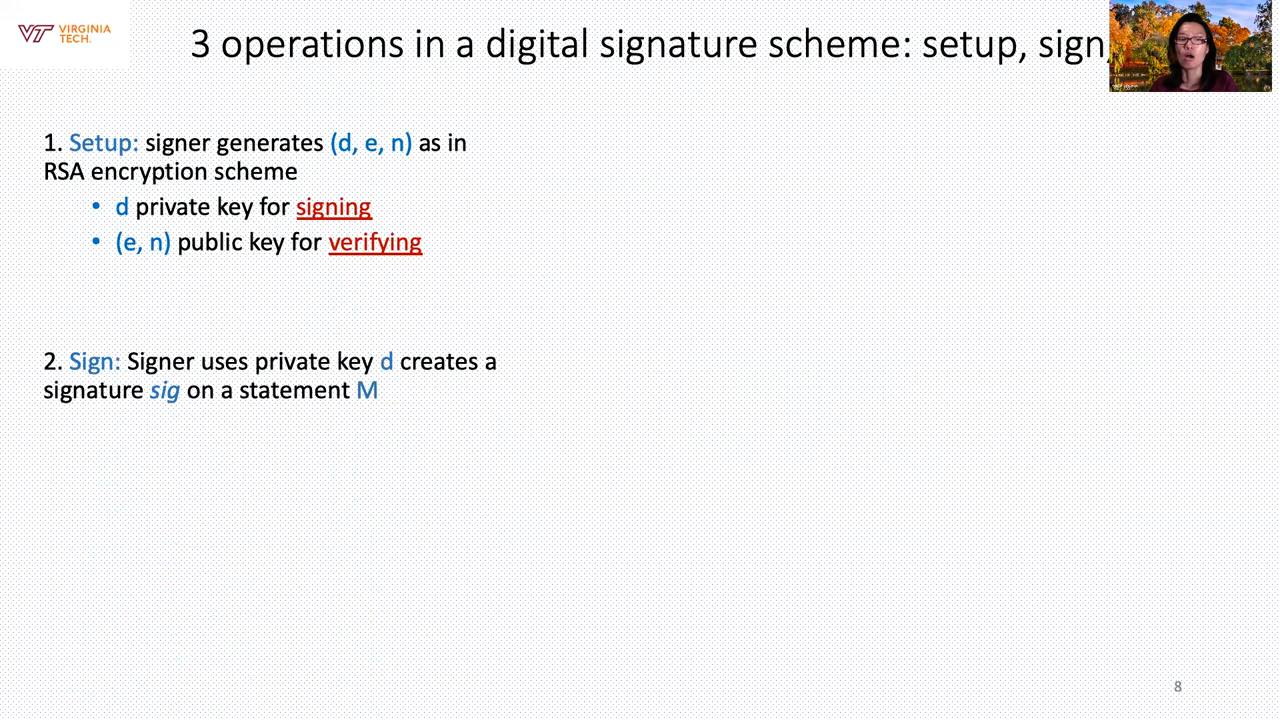 VT VIRGINIA
TECH.
3 operations in a digital signature scheme: setup, sign,
1. Setup: signer generates (d, e, n) as in
RSA encryption scheme
• d private key for signing
• (e, n) public key for verifying
2. Sign: Signer uses private key d creates a
signature sig on a statement M
8